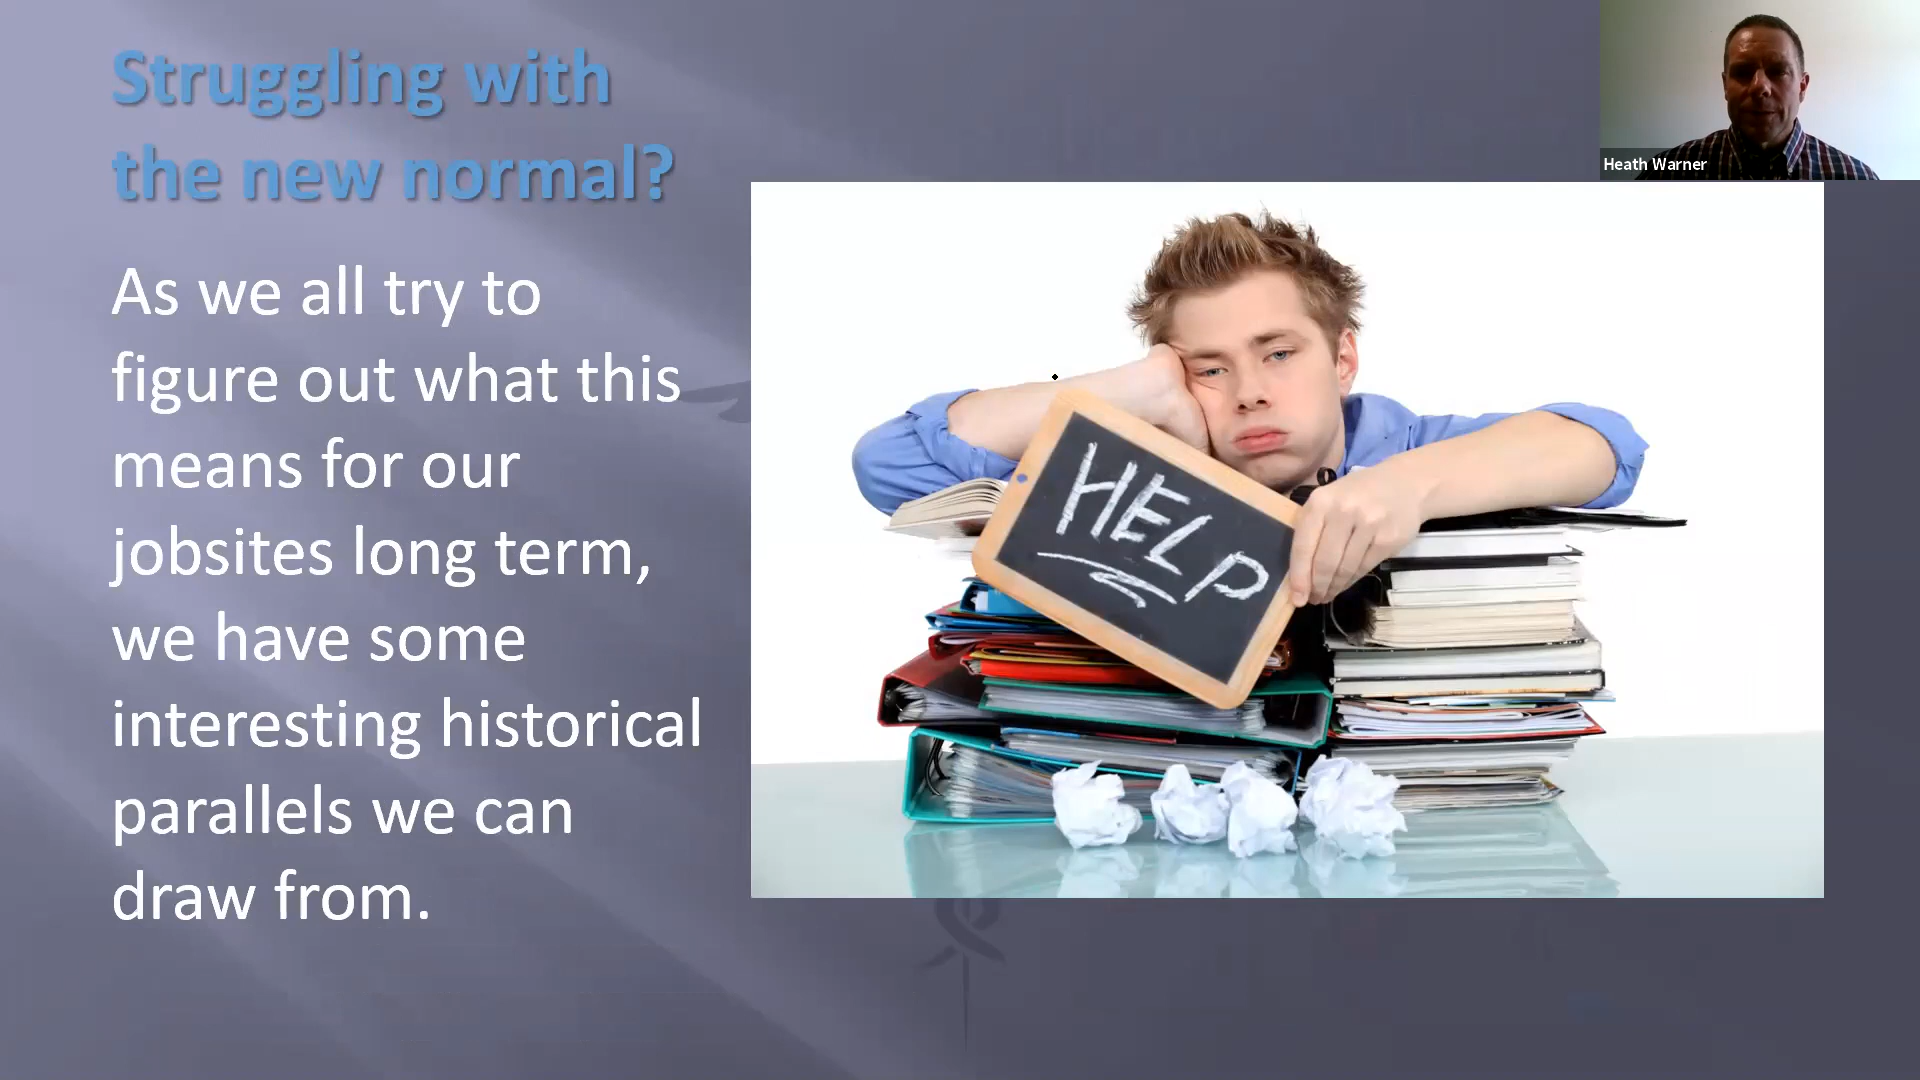 Struggling with
the new normal?
As we all try to
figure out what this
means for our
jobsites long term,
we have some
interesting historical
parallels we can
draw from.
HELP
Heath Warner